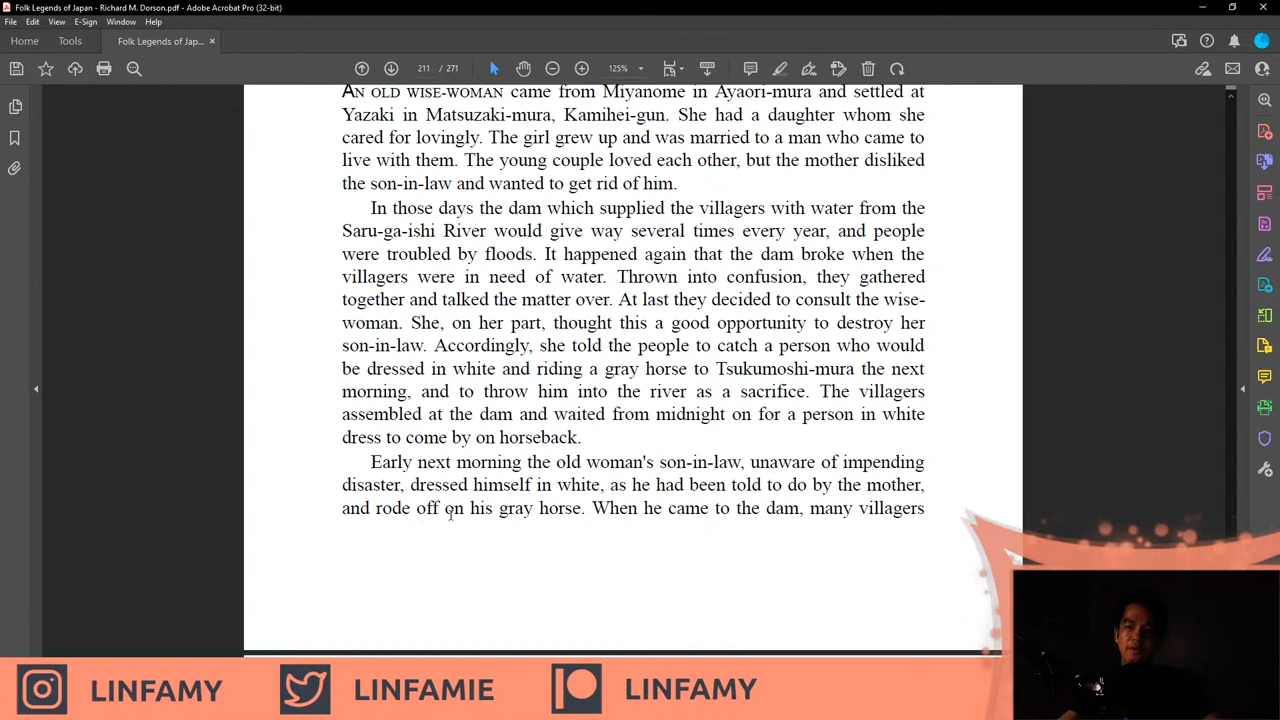 Folk Legends of Japan - Richard M. Dorson.pdf - Adobe Acrobat Pro (32-bit)
File Edit View E-Sign Window Help
Home Tools Folk Legends of Jap... ×
211 / 271 125%
AN OLD WISE-WOMAN came from Miyanome in Ayaori-mura and settled at
Yazaki in Matsuzaki-mura, Kamihei-gun. She had a daughter whom she
cared for lovingly. The girl grew up and was married to a man who came to
live with them. The young couple loved each other, but the mother disliked
the son-in-law and wanted to get rid of him.
In those days the dam which supplied the villagers with water from the
Saru-ga-ishi River would give way several times every year, and people
were troubled by floods. It happened again that the dam broke when the
villagers were in need of water. Thrown into confusion, they gathered
together and talked the matter over. At last they decided to consult the wise-
woman. She, on her part, thought this a good opportunity to destroy her
son-in-law. Accordingly, she told the people to catch a person who would
be dressed in white and riding a gray horse to Tsukumoshi-mura the next
morning, and to throw him into the river as a sacrifice. The villagers
assembled at the dam and waited from midnight on for a person in white
dress to come by on horseback.
Early next morning the old woman's son-in-law, unaware of impending
disaster, dressed himself in white, as he had been told to do by the mother,
and rode off on his gray horse. When he came to the dam, many villagers
LINFAMY LINFAMIE LINFAMY